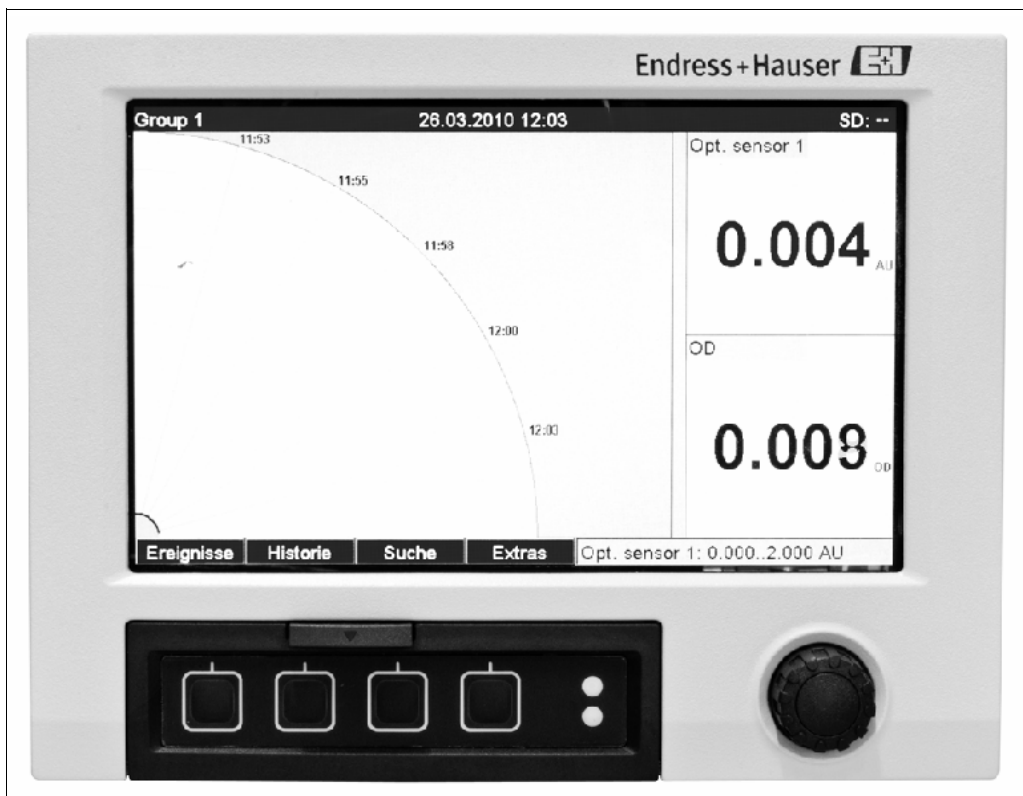 Endress+Hauser
Group 1 26.03.2010 12:03 SD: --
11:53
11:55
11:58
12:00
12:03
Opt. sensor 1
0.004 AU
OD
0.008 OD
Ereignisse Historie Suche Extras Opt. sensor 1: 0.000..2.000 AU